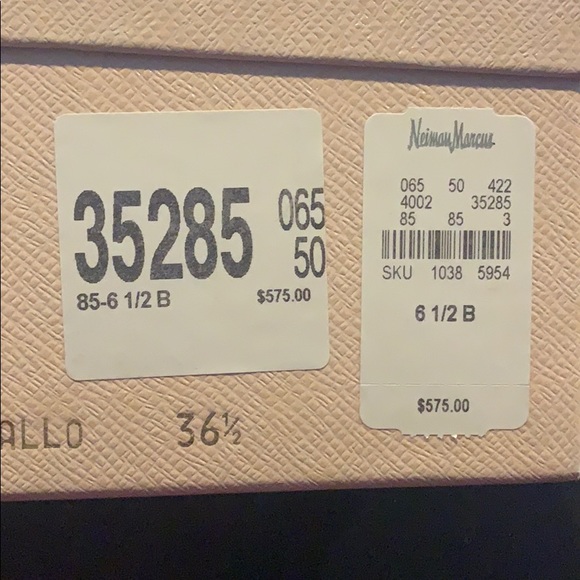 35285 065
50
85-6 1/2 B $575.00
Neiman Marcus
065 50 422
4002 35285
85 85 3
SKU 1038 5954
6 1/2 B
$575.00
ALLO 36½